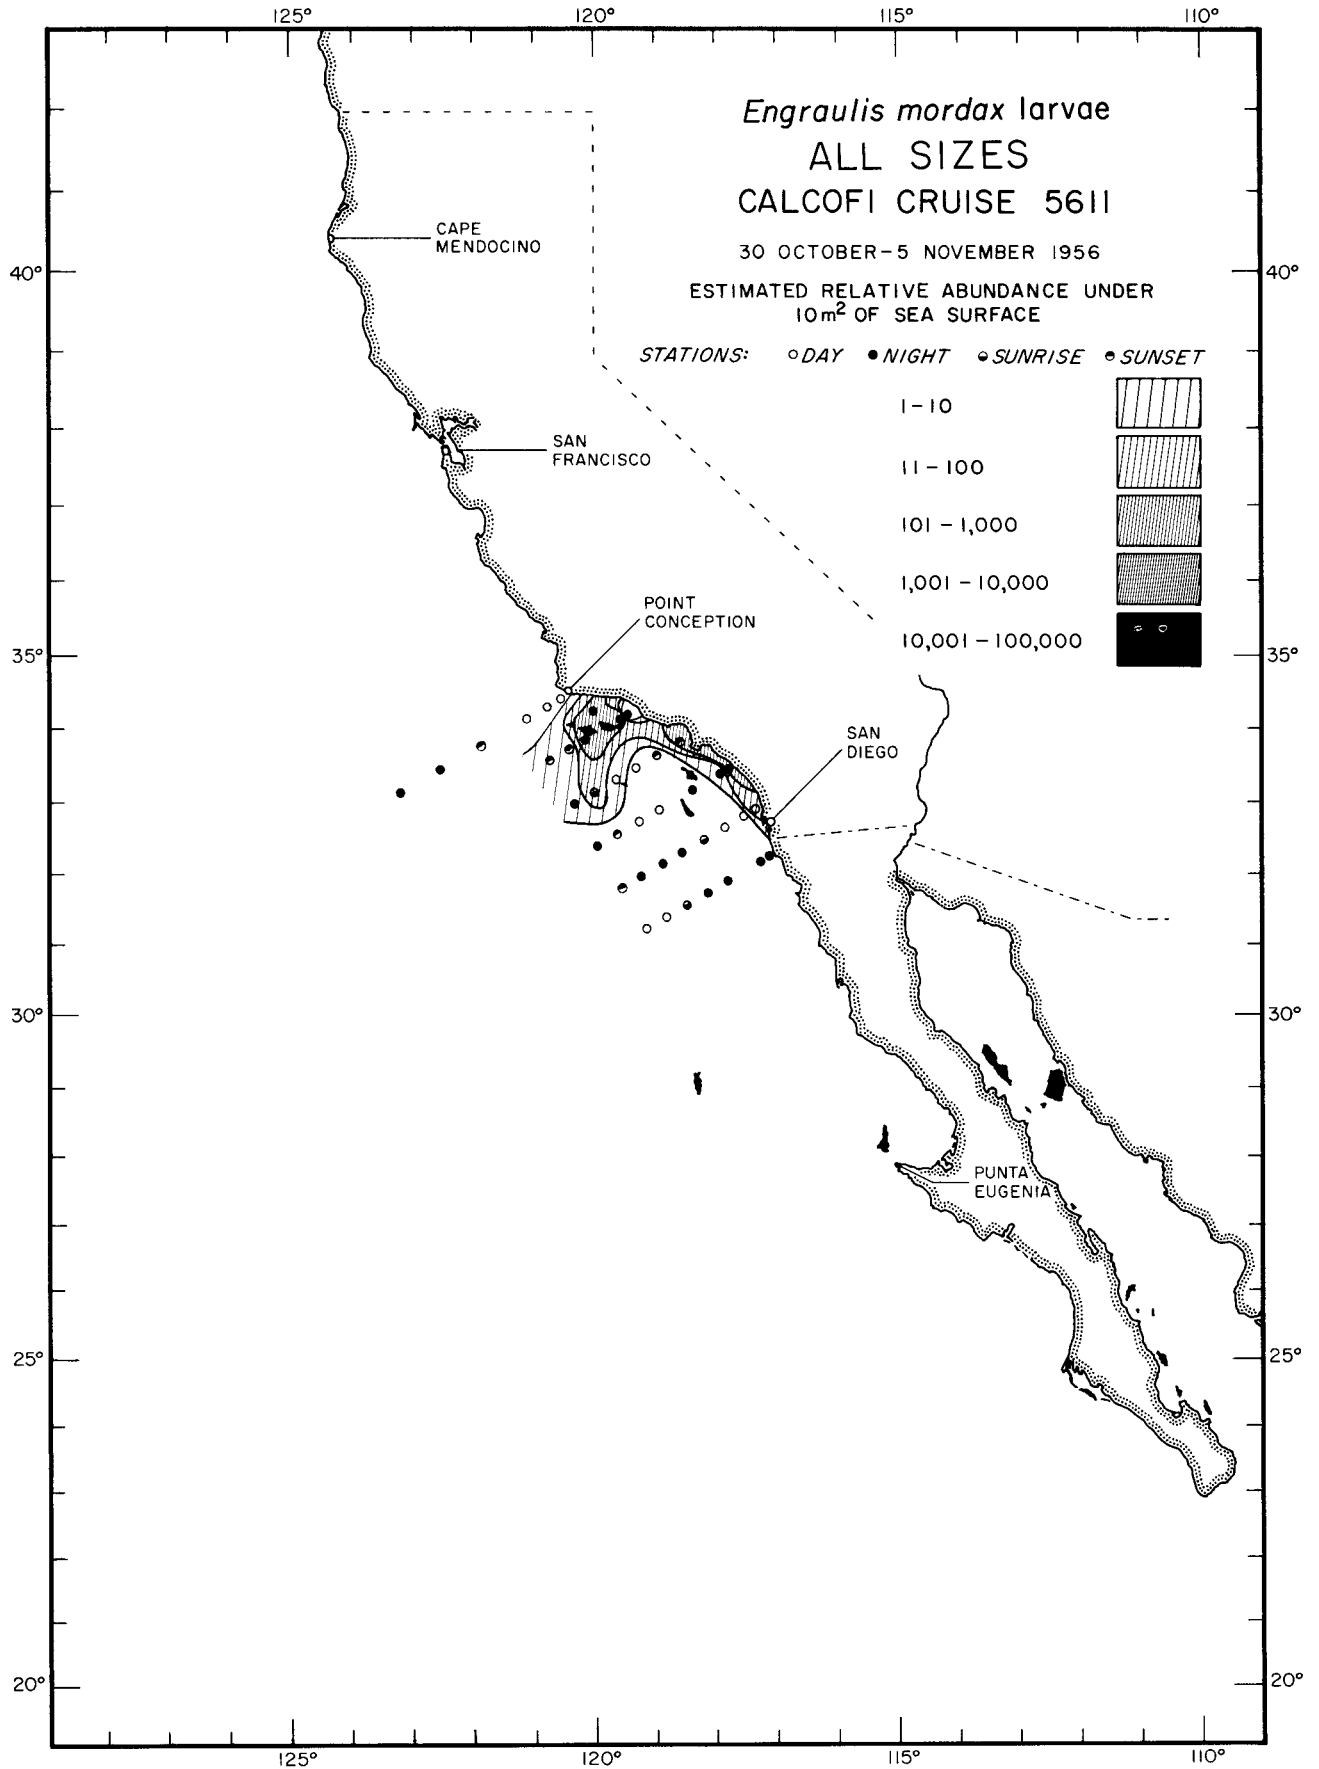 125° 120° 115° 110°
Engraulis mordax larvae
ALL SIZES
CALCOFI CRUISE 5611
30 OCTOBER–5 NOVEMBER 1956
ESTIMATED RELATIVE ABUNDANCE UNDER
10m² OF SEA SURFACE
STATIONS: ○DAY ●NIGHT SUNRISE SUNSET
1–10
11–100
101–1,000
1,001–10,000
10,001–100,000
CAPE
MENDOCINO
40° 40°
SAN
FRANCISCO
POINT
CONCEPTION
35° 35°
SAN
DIEGO
30° 30°
PUNTA
EUGENIA
25° 25°
20° 20°
125° 120° 115° 110°